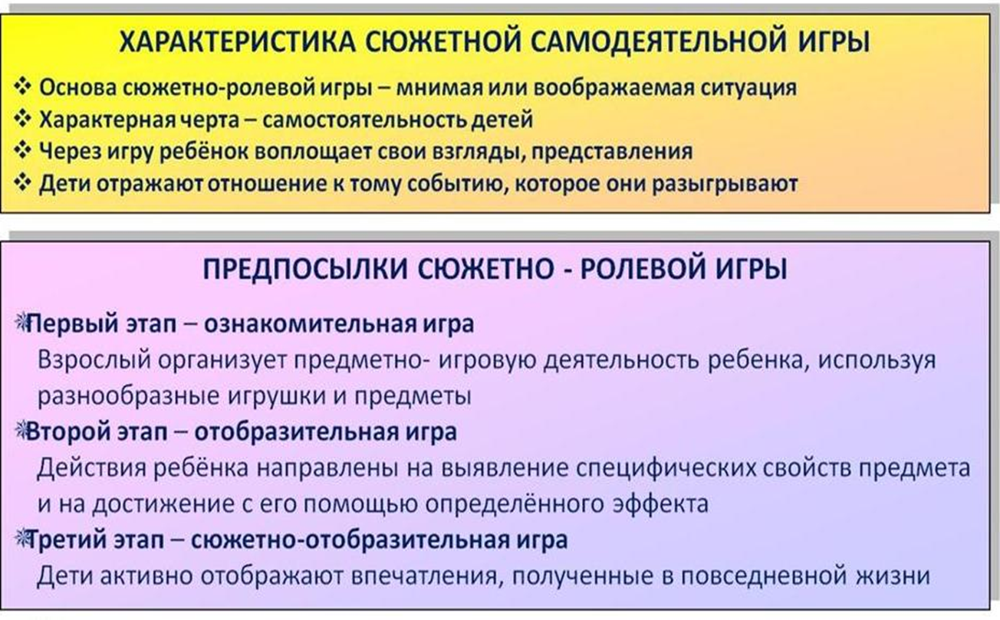 ХАРАКТЕРИСТИКА СЮЖЕТНОЙ САМОДЕЯТЕЛЬНОЙ ИГРЫ
❖ Основа сюжетно-ролевой игры – мнимая или воображаемая ситуация
❖ Характерная черта – самостоятельность детей
❖ Через игру ребёнок воплощает свои взгляды, представления
❖ Дети отражают отношение к тому событию, которое они разыгрывают
ПРЕДПОСЫЛКИ СЮЖЕТНО - РОЛЕВОЙ ИГРЫ
Первый этап – ознакомительная игра
Взрослый организует предметно- игровую деятельность ребенка, используя
разнообразные игрушки и предметы
Второй этап – отобразительная игра
Действия ребёнка направлены на выявление специфических свойств предмета
и на достижение с его помощью определённого эффекта
Третий этап – сюжетно-отобразительная игра
Дети активно отображают впечатления, полученные в повседневной жизни